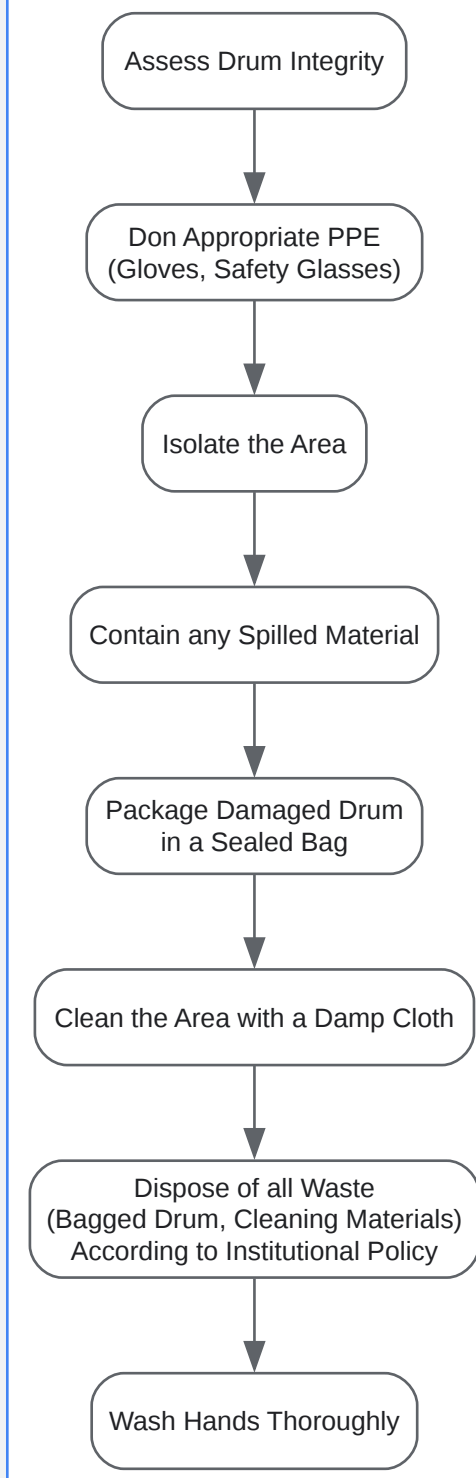 Assess Drum Integrity
Don Appropriate PPE
(Gloves, Safety Glasses)
Isolate the Area
Contain any Spilled Material
Package Damaged Drum
in a Sealed Bag
Clean the Area with a Damp Cloth
Dispose of all Waste
(Bagged Drum, Cleaning Materials)
According to Institutional Policy
Wash Hands Thoroughly